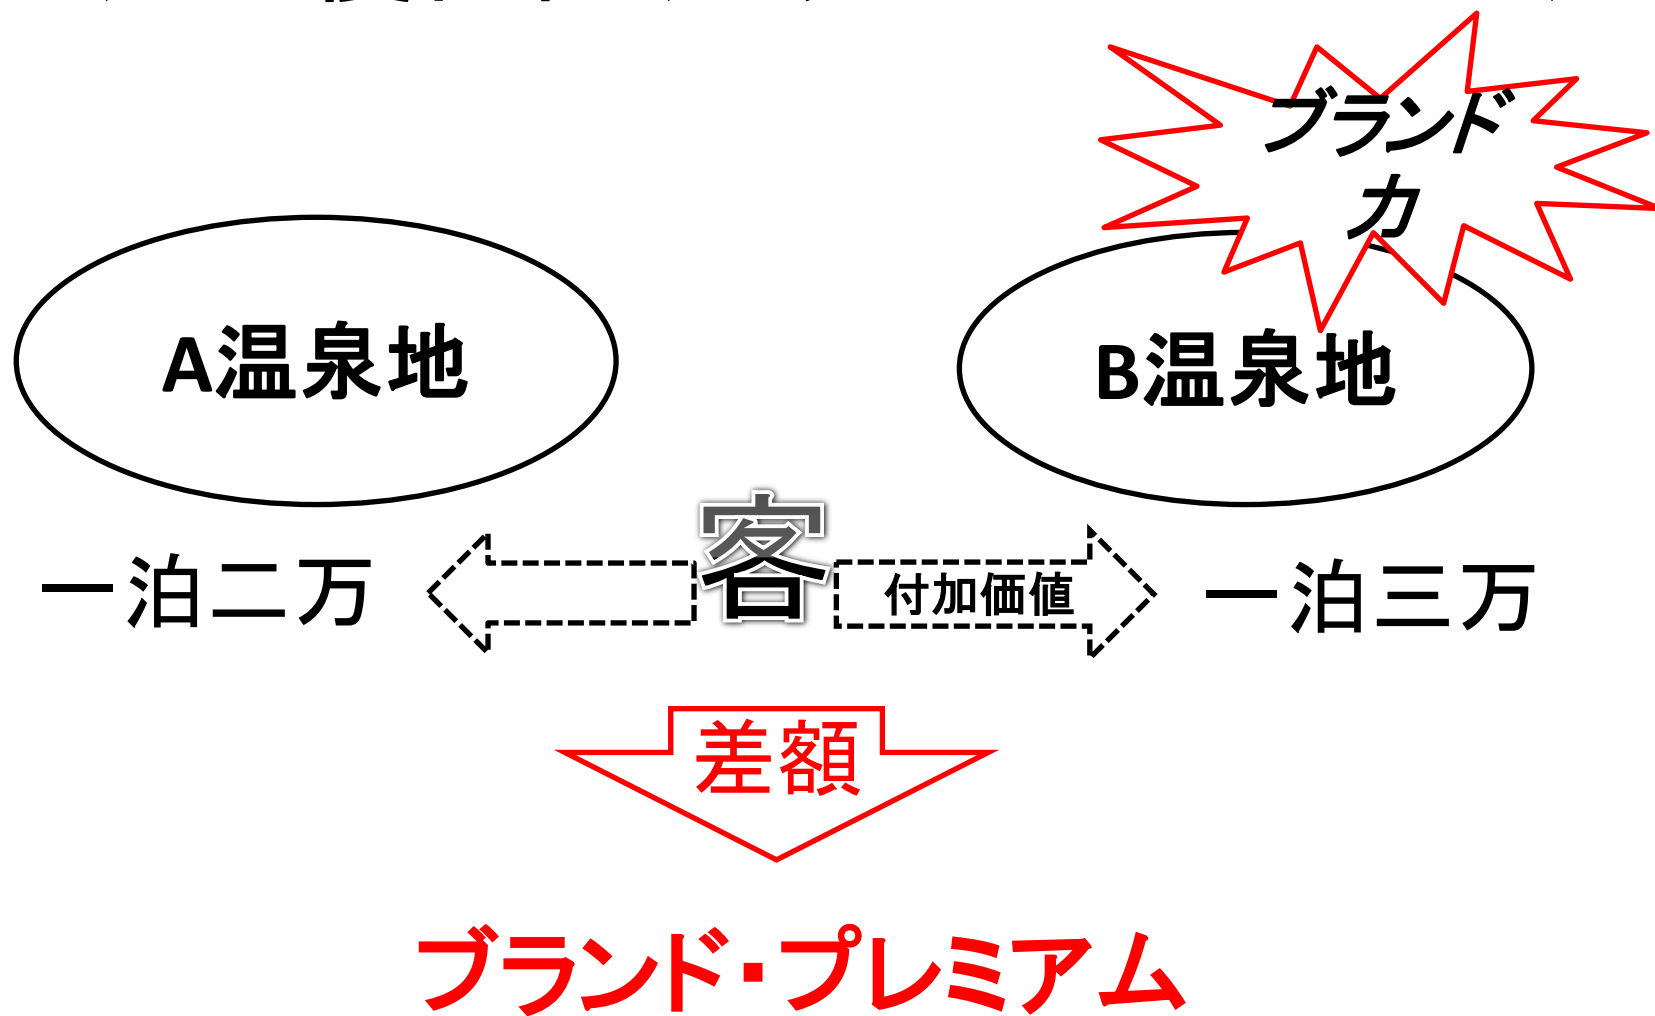 ブランド
力
A温泉地
B温泉地
客
一泊二万
付加価値
一泊三万
差額
ブランド・プレミアム